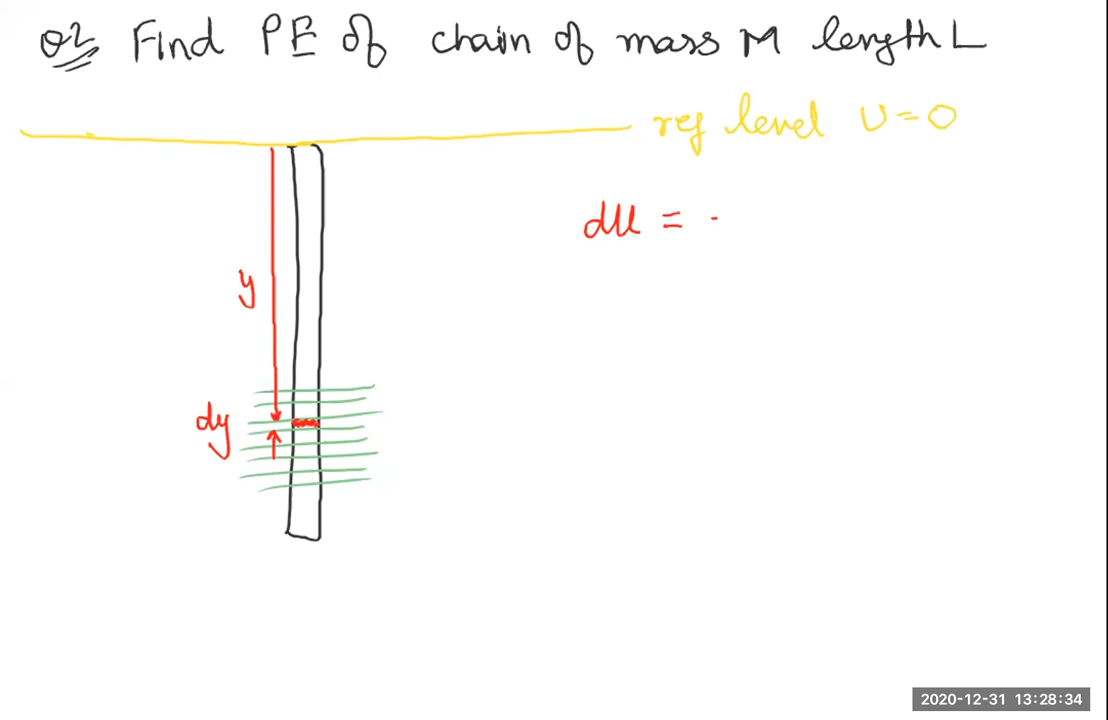 Q2 Find PE of chain of mass M length L
ref level U=0
dU = -
y
dy
2020-12-31 13:28:34